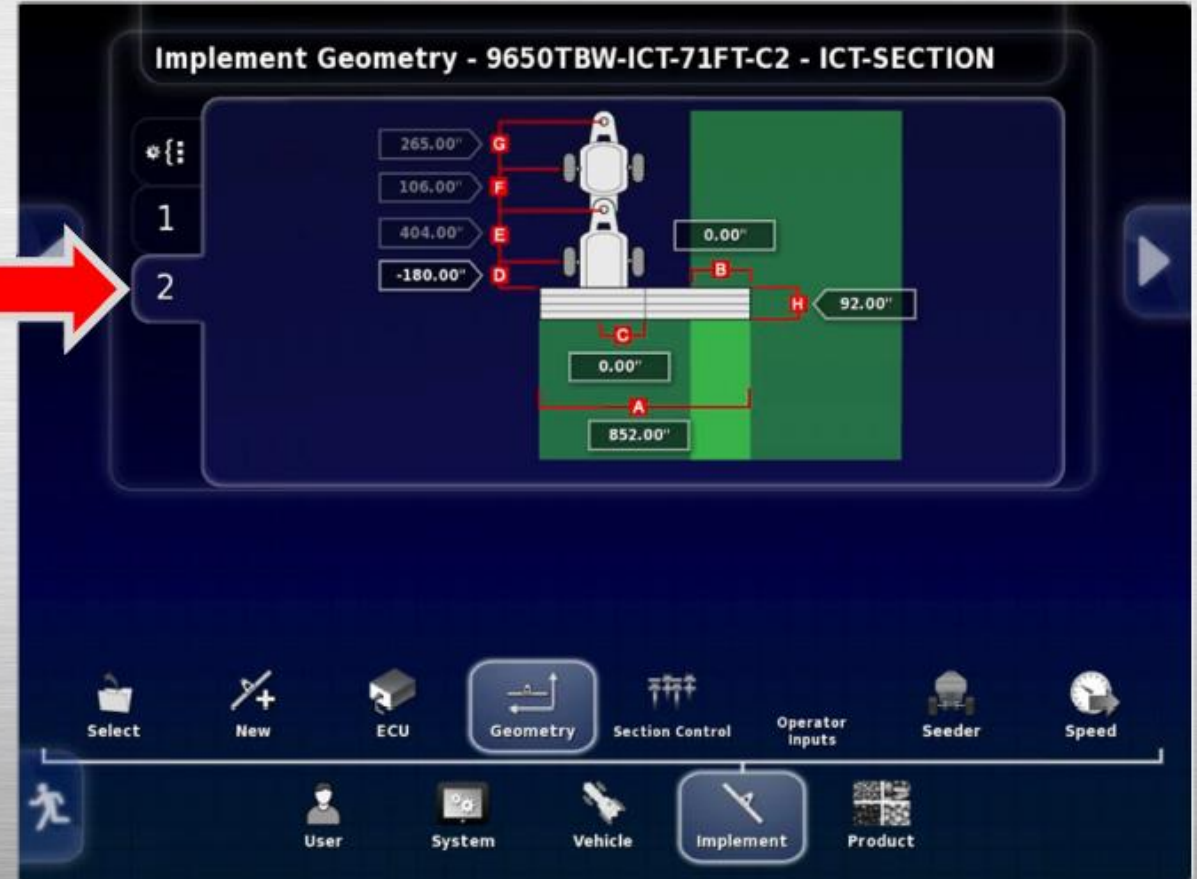 Implement Geometry - 9650TBW-ICT-71FT-C2 - ICT-SECTION
265.00" G
106.00" F
1
404.00" E
0.00"
-180.00" D
B
2
H 92.00"
C
0.00"
A
852.00"
Select
New
ECU
Geometry
Section Control
Operator
Inputs
Seeder
Speed
User
System
Vehicle
Implement
Product